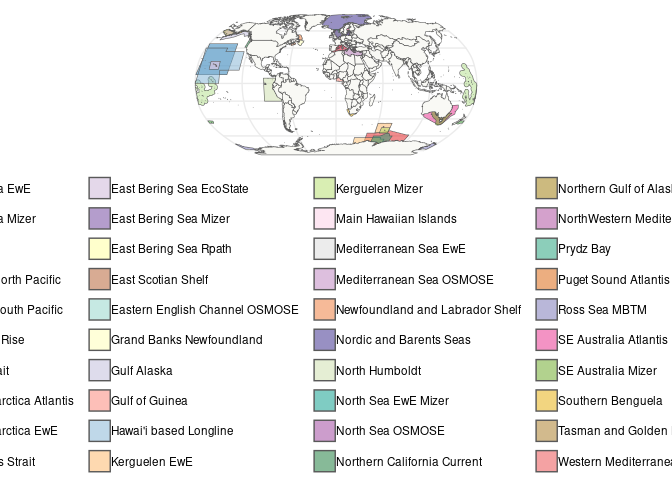 a EwE
East Bering Sea EcoState
Kerguelen Mizer
Northern Gulf of Alas
a Mizer
East Bering Sea Mizer
Main Hawaiian Islands
NorthWestern Medite
East Bering Sea Rpath
Mediterranean Sea EwE
Prydz Bay
orth Pacific
East Scotian Shelf
Mediterranean Sea OSMOSE
Puget Sound Atlantis
outh Pacific
Eastern English Channel OSMOSE
Newfoundland and Labrador Shelf
Ross Sea MBTM
Rise
Grand Banks Newfoundland
Nordic and Barents Seas
SE Australia Atlantis
ait
Gulf Alaska
North Humboldt
SE Australia Mizer
arctica Atlantis
Gulf of Guinea
North Sea EwE Mizer
Southern Benguela
arctica EwE
Hawai'i based Longline
North Sea OSMOSE
Tasman and Golden
s Strait
Kerguelen EwE
Northern California Current
Western Mediterranea